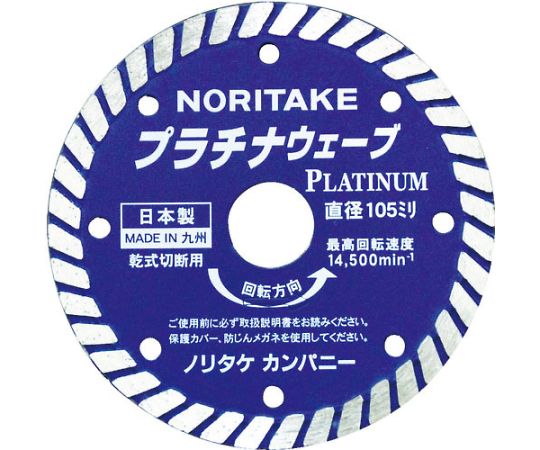 NORITAKE
プラチナウェーブ
PLATINUM
直径105ミリ
日本製
MADE IN 九州
乾式切断用
最高回転速度
14,500min⁻¹
回転方向
ご使用前に必ず取扱説明書をお読みください。
保護カバー、防じんメガネを使用してください。
ノリタケ カンパニー